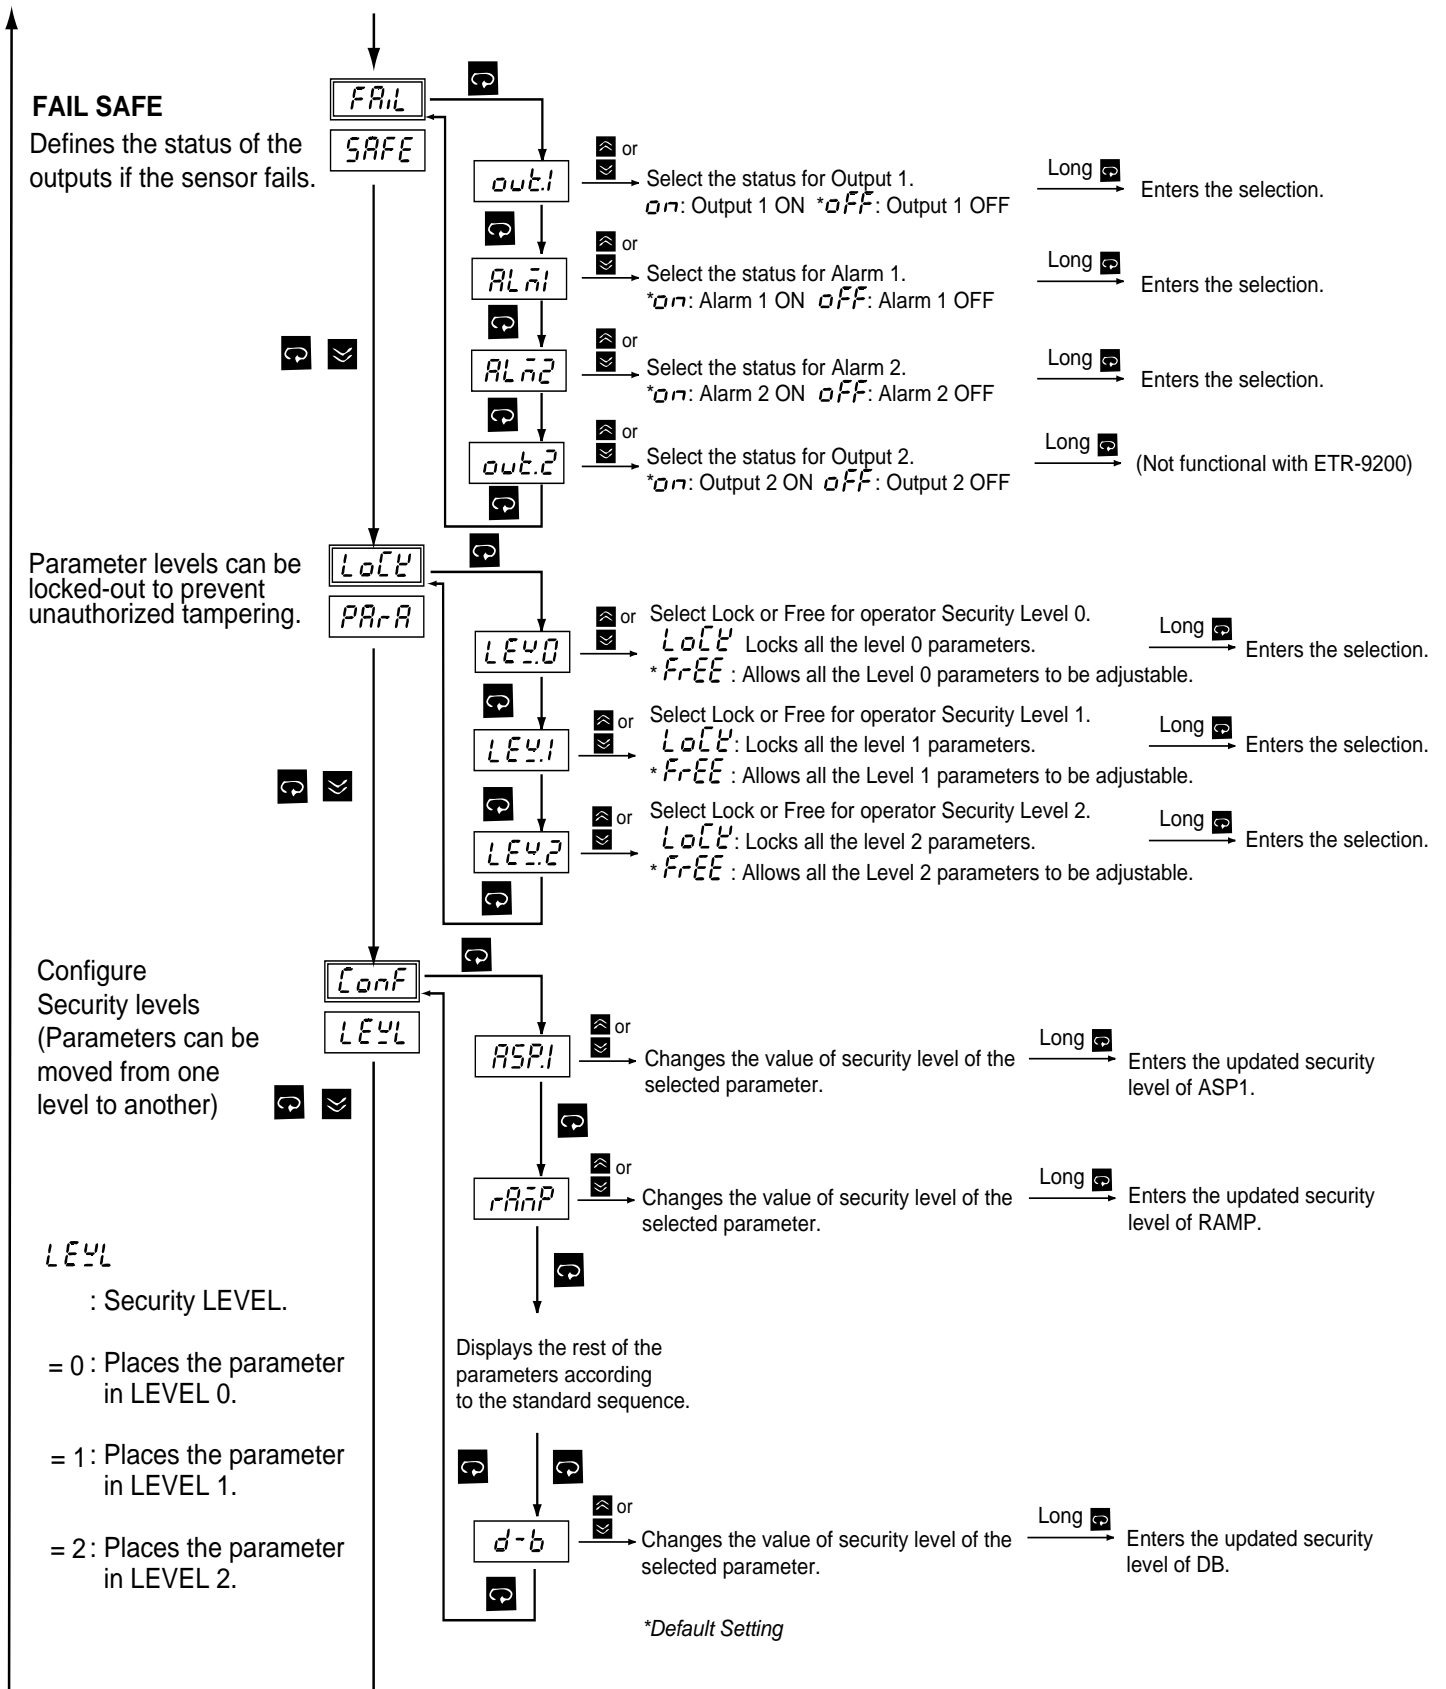 FAIL SAFE
Defines the status of the
outputs if the sensor fails.
FAiL
SAFE
out.1
or
Select the status for Output 1.
on: Output 1 ON *oFF: Output 1 OFF
Long
Enters the selection.
ALM1
or
Select the status for Alarm 1.
*on: Alarm 1 ON oFF: Alarm 1 OFF
Long
Enters the selection.
ALM2
or
Select the status for Alarm 2.
*on: Alarm 2 ON oFF: Alarm 2 OFF
Long
Enters the selection.
out.2
or
Select the status for Output 2.
*on: Output 2 ON oFF: Output 2 OFF
Long
(Not functional with ETR-9200)
Parameter levels can be
locked-out to prevent
unauthorized tampering.
LoCK
PArA
LEV.0
or
Select Lock or Free for operator Security Level 0.
LoCK Locks all the level 0 parameters.
* FrEE : Allows all the Level 0 parameters to be adjustable.
Long
Enters the selection.
LEV.1
or
Select Lock or Free for operator Security Level 1.
LoCK: Locks all the level 1 parameters.
* FrEE : Allows all the Level 1 parameters to be adjustable.
Long
Enters the selection.
LEV.2
or
Select Lock or Free for operator Security Level 2.
LoCK: Locks all the level 2 parameters.
* FrEE : Allows all the Level 2 parameters to be adjustable.
Long
Enters the selection.
Configure
Security levels
(Parameters can be
moved from one
level to another)
ConF
LEVL
ASP.1
or
Changes the value of security level of the
selected parameter.
Long
Enters the updated security
level of ASP1.
rAMP
or
Changes the value of security level of the
selected parameter.
Long
Enters the updated security
level of RAMP.
LEVL
: Security LEVEL.
= 0 : Places the parameter
in LEVEL 0.
= 1 : Places the parameter
in LEVEL 1.
= 2 : Places the parameter
in LEVEL 2.
Displays the rest of the
parameters according
to the standard sequence.
d-b
or
Changes the value of security level of the
selected parameter.
Long
Enters the updated security
level of DB.
*Default Setting